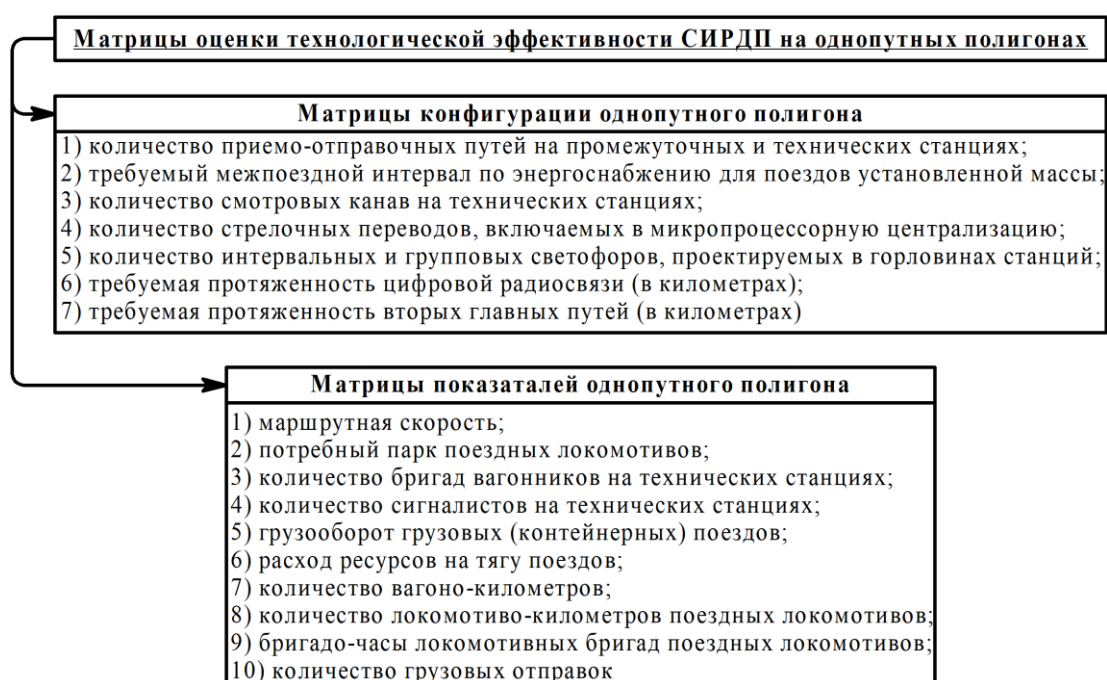 Матрицы оценки технологической эффективности СИРДП на однопутных полигонах
Матрицы конфигурации однопутного полигона
1) количество приемо-отправочных путей на промежуточных и технических станциях;
2) требуемый межпоездной интервал по энергоснабжению для поездов установленной массы;
3) количество смотровых канав на технических станциях;
4) количество стрелочных переводов, включаемых в микропроцессорную централизацию;
5) количество интервальных и групповых светофоров, проектируемых в горловинах станций;
6) требуемая протяженность цифровой радиосвязи (в километрах);
7) требуемая протяженность вторых главных путей (в километрах)
Матрицы показаталей однопутного полигона
1) маршрутная скорость;
2) потребный парк поездных локомотивов;
3) количество бригад вагонников на технических станциях;
4) количество сигналистов на технических станциях;
5) грузооборот грузовых (контейнерных) поездов;
6) расход ресурсов на тягу поездов;
7) количество вагоно-километров;
8) количество локомотиво-километров поездных локомотивов;
9) бригадо-часы локомотивных бригад поездных локомотивов;
10) количество грузовых отправок